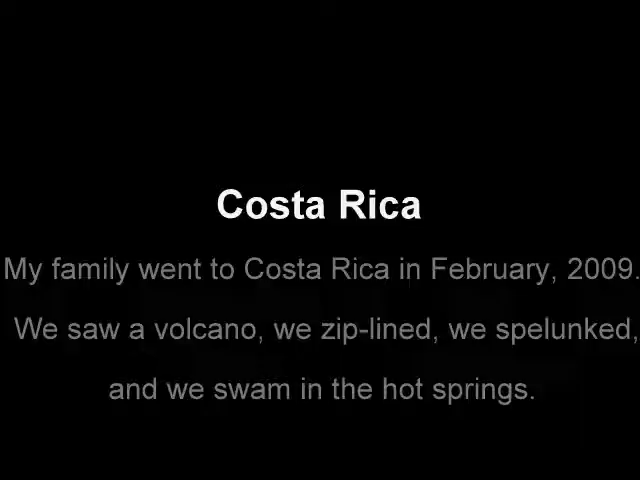 Costa Rica
My family went to Costa Rica in February, 2009.
We saw a volcano, we zip-lined, we spelunked,
and we swam in the hot springs.